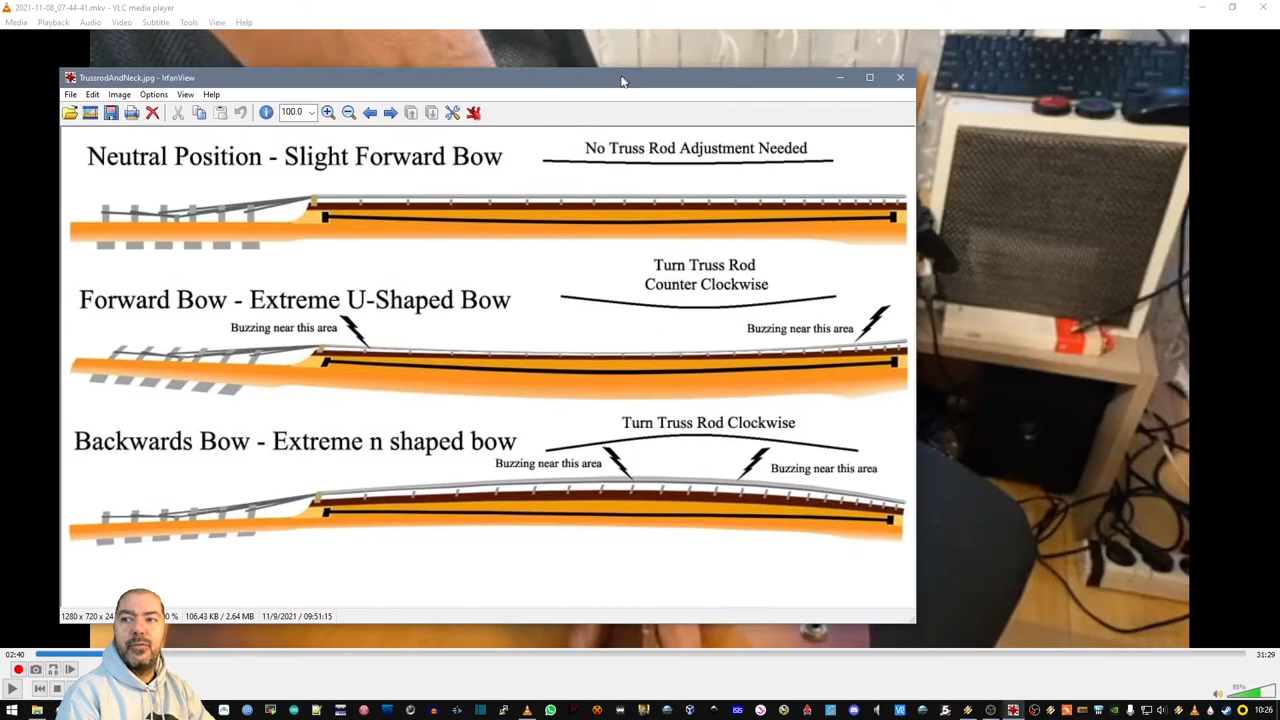 2021-11-08_07-44-41.mkv - VLC media player
Media Playback Audio Video Subtitle Tools View Help
TrussrodAndNeck.jpg - IrfanView
File Edit Image Options View Help
100.0
Neutral Position - Slight Forward Bow
No Truss Rod Adjustment Needed
Turn Truss Rod
Counter Clockwise
Forward Bow - Extreme U-Shaped Bow
Buzzing near this area
Buzzing near this area
Turn Truss Rod Clockwise
Backwards Bow - Extreme n shaped bow
Buzzing near this area
Buzzing near this area
1280 x 720 x 24
%
106.43 KB / 2.64 MB
11/9/2021 / 09:51:15
02:40
31:29
85%
10:26